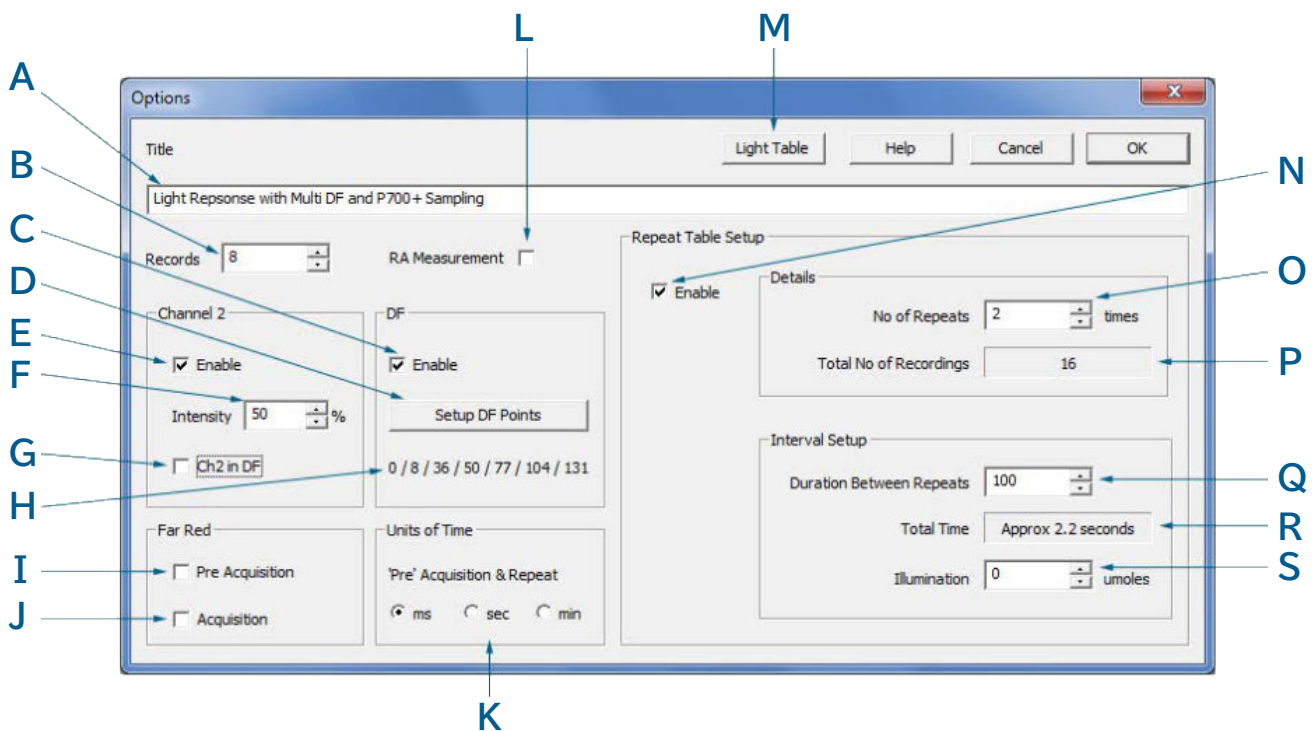 L
M
A
Options
Title
Light Table
Help
Cancel
OK
B
N
Light Repsonse with Multi DF and P700+ Sampling
C
Repeat Table Setup
Records 8
RA Measurement
Enable
Details
O
D
No of Repeats 2 times
Channel 2
DF
E
Enable
Enable
Total No of Recordings 16
P
F
Intensity 50 %
Setup DF Points
Interval Setup
G
Ch2 in DF
0 / 8 / 36 / 50 / 77 / 104 / 131
Duration Between Repeats 100
Q
H
Far Red
Units of Time
Total Time Approx 2.2 seconds
R
I
Pre Acquisition
'Pre' Acquisition & Repeat
Illumination 0 umoles
S
J
Acquisition
ms sec min
K